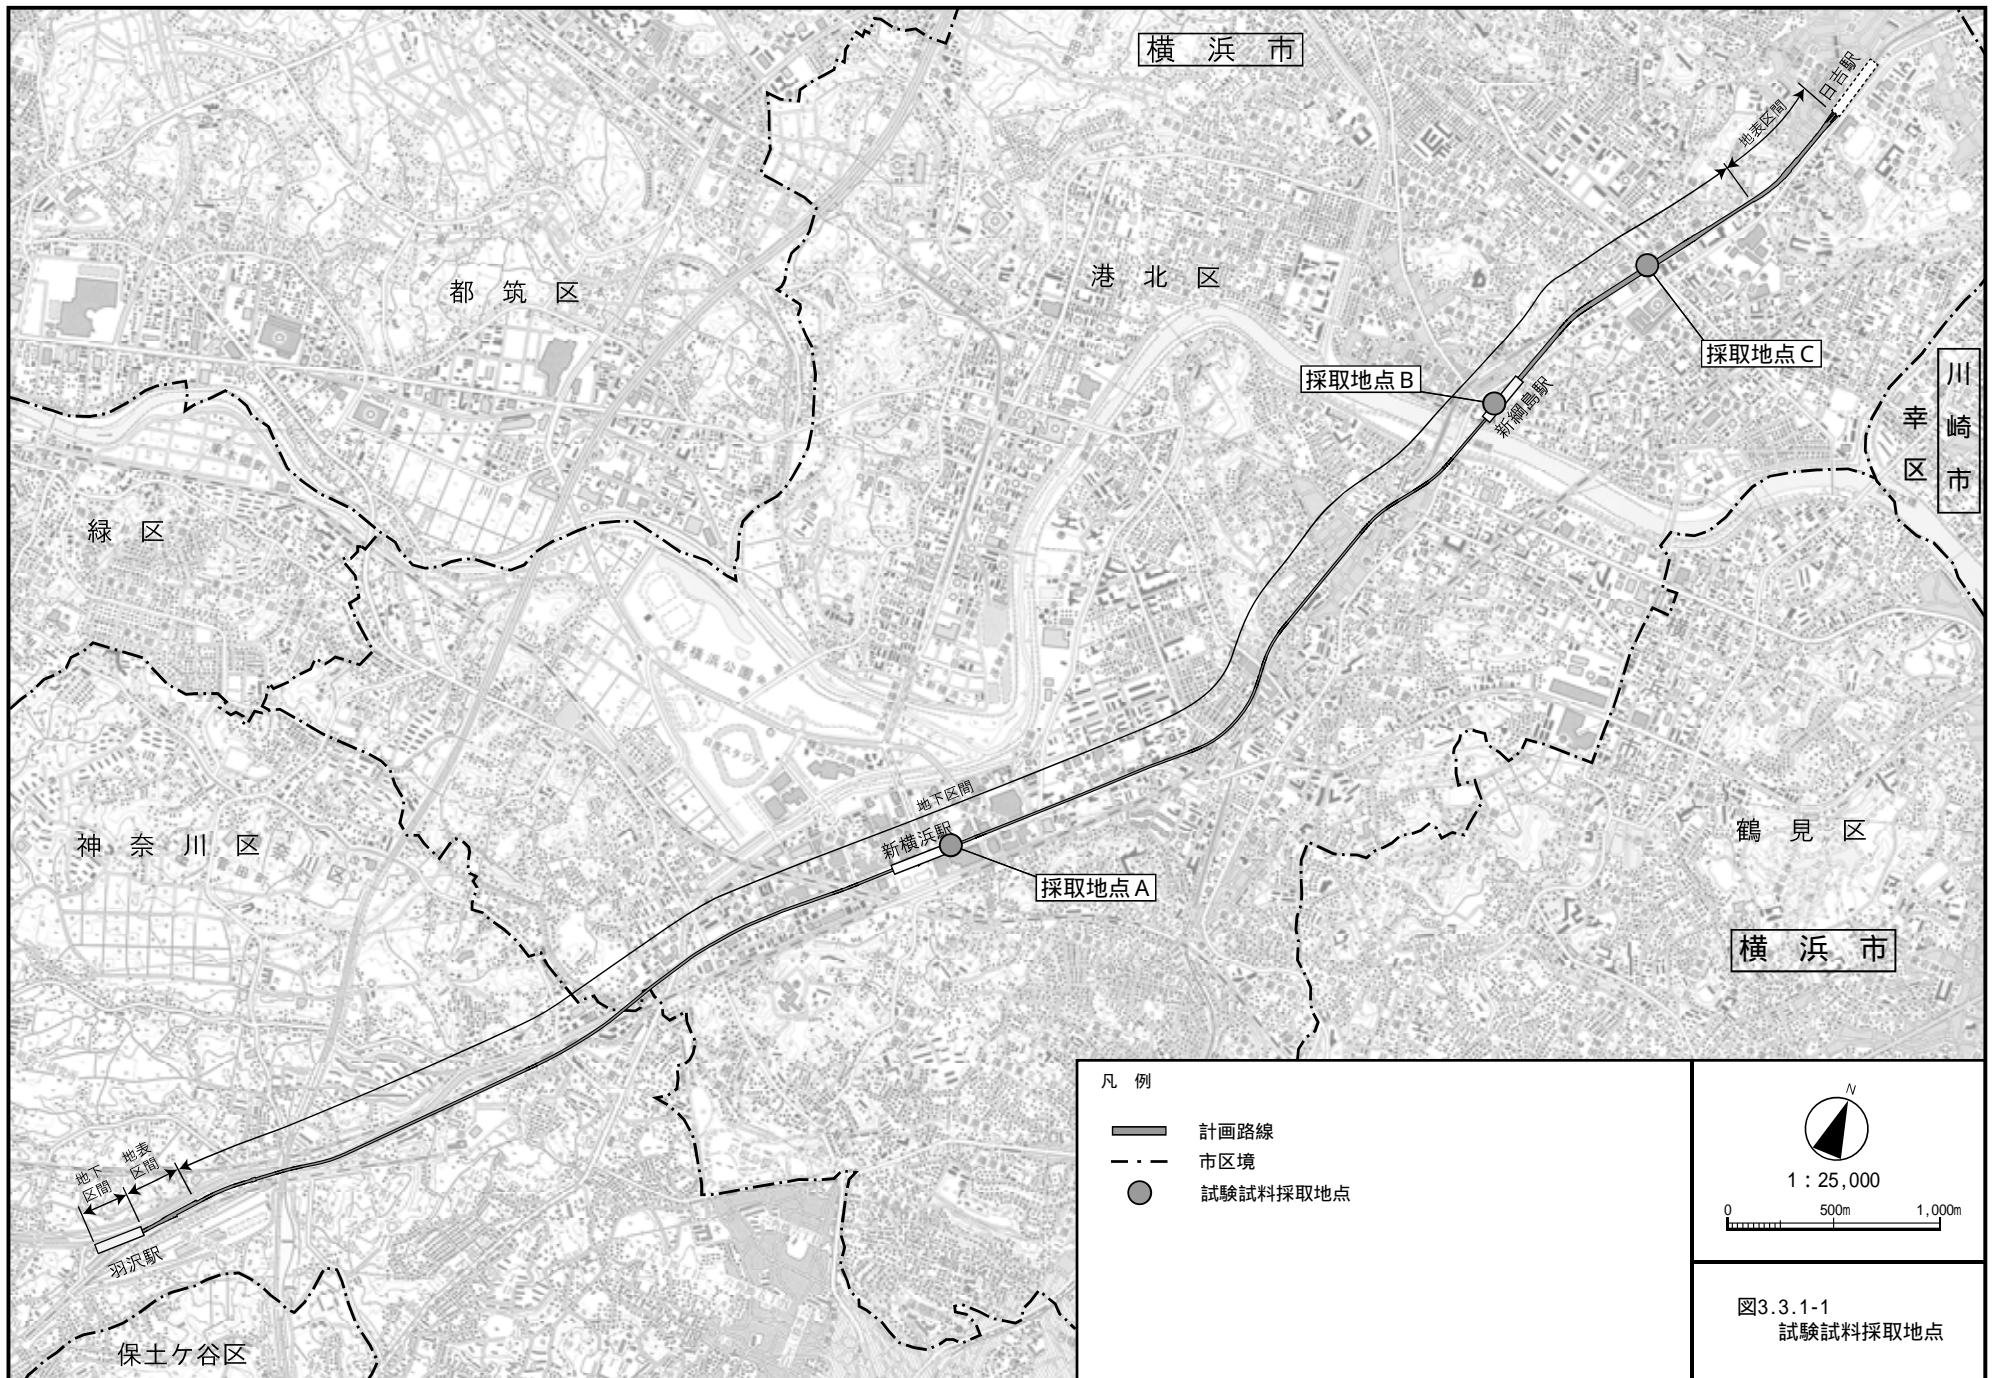 横浜市
日吉駅
地表区間
都筑区
港北区
採取地点C
採取地点B
新綱島駅
川崎市
幸区
緑区
新横浜公園
地下区間
新横浜駅
採取地点A
神奈川区
鶴見区
横浜市
地下
区間
地表
区間
羽沢駅
保土ケ谷区
凡 例
計画路線
市区境
試験試料採取地点
N
1:25,000
0 500m 1,000m
図3.3.1-1
試験試料採取地点